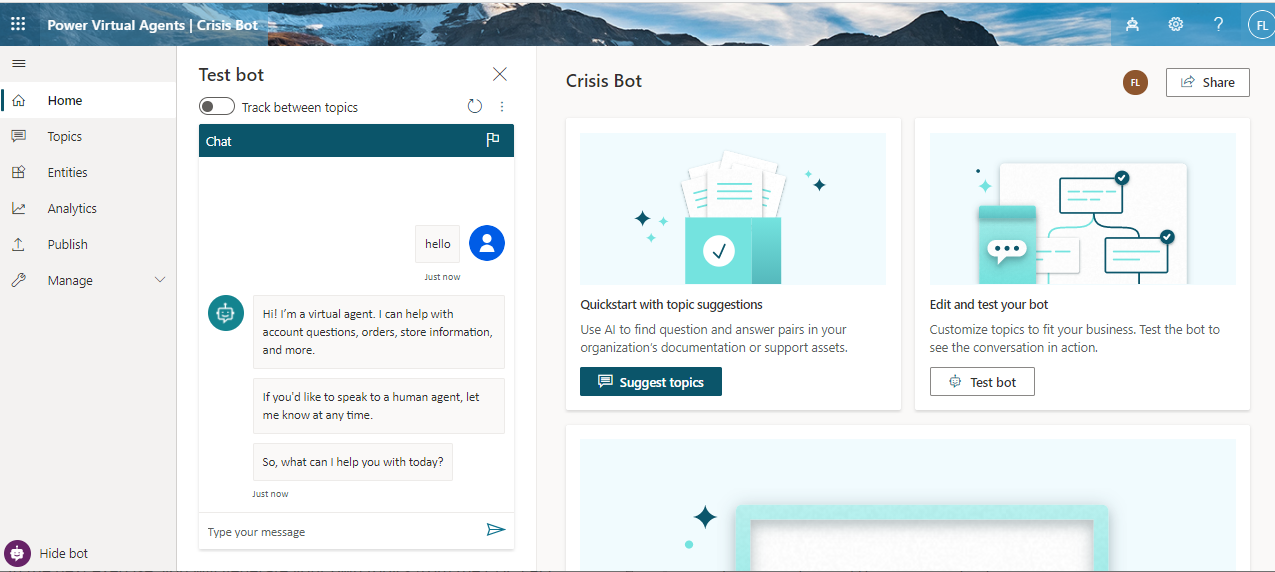 Power Virtual Agents | Crisis Bot
?
FL
Home
Topics
Entities
Analytics
Publish
Manage
Hide bot
Test bot
Track between topics
Chat
hello
Just now
Hi! I'm a virtual agent. I can help with
account questions, orders, store information,
and more.
If you'd like to speak to a human agent, let
me know at any time.
So, what can I help you with today?
Just now
Type your message
Crisis Bot
FL
Share
Quickstart with topic suggestions
Use AI to find question and answer pairs in your
organization's documentation or support assets.
Suggest topics
Edit and test your bot
Customize topics to fit your business. Test the bot to
see the conversation in action.
Test bot